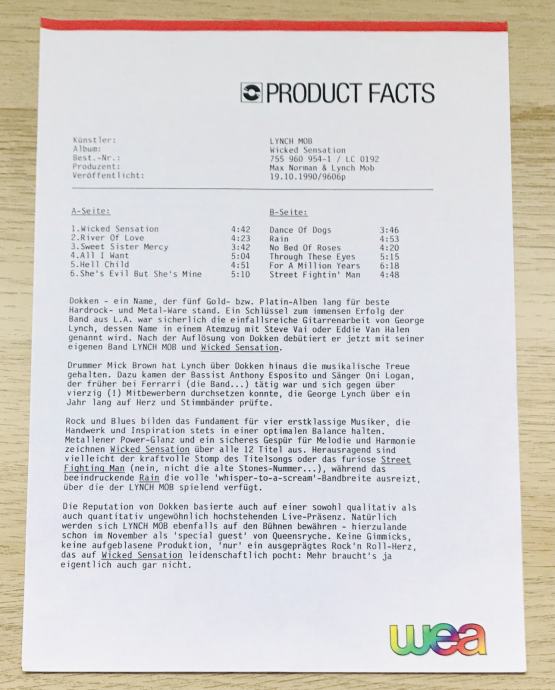 PRODUCT FACTS
Künstler: LYNCH MOB
Album: Wicked Sensation
Best.-Nr.: 755 960 954-1 / LC 0192
Produzent: Max Norman & Lynch Mob
Veröffentlicht: 19.10.1990/9606p
A-Seite:
1.Wicked Sensation 4:42
2.River Of Love 4:23
3.Sweet Sister Mercy 3:42
4.All I Want 5:04
5.Hell Child 4:51
6.She's Evil But She's Mine 5:10
B-Seite:
Dance Of Dogs 3:46
Rain 4:53
No Bed Of Roses 4:20
Through These Eyes 5:15
For A Million Years 6:18
Street Fightin' Man 4:48
Dokken - ein Name, der fünf Gold- bzw. Platin-Alben lang für beste
Hardrock- und Metal-Ware stand. Ein Schlüssel zum immensen Erfolg der
Band aus L.A. war sicherlich die einfallsreiche Gitarrenarbeit von George
Lynch, dessen Name in einem Atemzug mit Steve Vai oder Eddie Van Halen
genannt wird. Nach der Auflösung von Dokken debütiert er jetzt mit seiner
eigenen Band LYNCH MOB und Wicked Sensation.
Drummer Mick Brown hat Lynch über Dokken hinaus die musikalische Treue
gehalten. Dazu kamen der Bassist Anthony Esposito und Sänger Oni Logan,
der früher bei Ferrarri (die Band...) tätig war und sich gegen über
vierzig (!) Mitbewerbern durchsetzen konnte, die George Lynch über ein
Jahr lang auf Herz und Stimmbänder prüfte.
Rock und Blues bilden das Fundament für vier erstklassige Musiker, die
Handwerk und Inspiration stets in einer optimalen Balance halten.
Metallener Power-Glanz und ein sicheres Gespür für Melodie und Harmonie
zeichnen Wicked Sensation über alle 12 Titel aus. Herausragend sind
vielleicht der kraftvolle Stomp des Titelsongs oder das furiose Street
Fighting Man (nein, nicht die alte Stones-Nummer...), während das
beeindruckende Rain die volle 'whisper-to-a-scream'-Bandbreite ausreizt,
über die der LYNCH MOB spielend verfügt.
Die Reputation von Dokken basierte auch auf einer sowohl qualitativ als
auch quantitativ ungewöhnlich hochstehenden Live-Präsenz. Natürlich
werden sich LYNCH MOB ebenfalls auf den Bühnen bewähren - hierzulande
schon im November als 'special guest' von Queensryche. Keine Gimmicks,
keine aufgeblasene Produktion, 'nur' ein ausgeprägtes Rock'n Roll-Herz,
das auf Wicked Sensation leidenschaftlich pocht: Mehr braucht's ja
eigentlich auch gar nicht.
wea